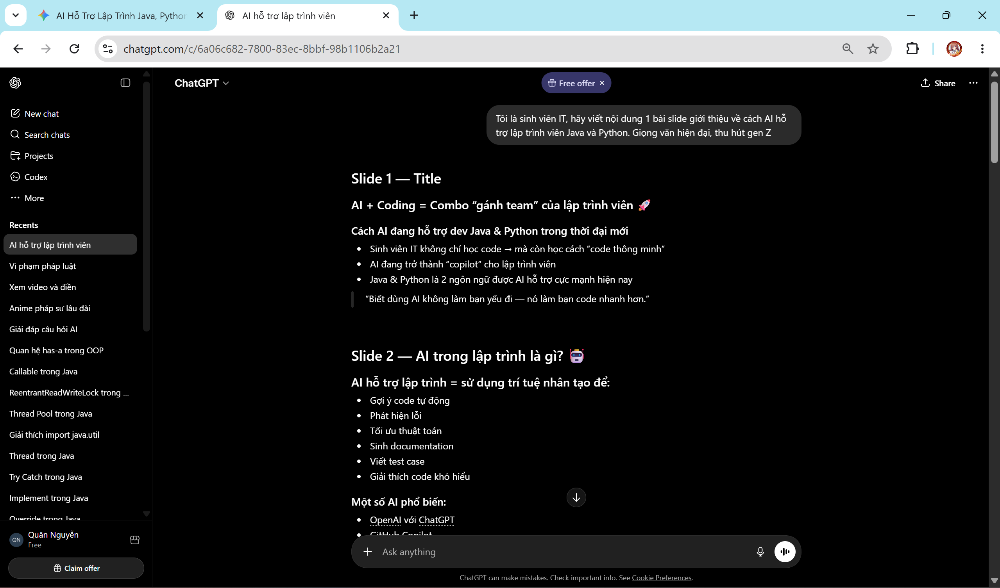 AI Hỗ Trợ Lập Trình Java, Python
AI hỗ trợ lập trình viên
chatgpt.com/c/6a06c682-7800-83ec-8bbf-98b1106b2a21
ChatGPT
Free offer
Share
New chat
Search chats
Projects
Codex
More
Recents
AI hỗ trợ lập trình viên
Vi phạm pháp luật
Xem video và điền
Anime pháp sư lâu đài
Giải đáp câu hỏi AI
Quan hệ has-a trong OOP
Callable trong Java
ReentrantReadWriteLock trong ...
Thread Pool trong Java
Giải thích import java.util
Thread trong Java
Try Catch trong Java
Implement trong Java
Override trong Java
QN
Quân Nguyễn
Free
Claim offer
Tôi là sinh viên IT, hãy viết nội dung 1 bài slide giới thiệu về cách AI hỗ
trợ lập trình viên Java và Python. Giọng văn hiện đại, thu hút gen Z
Slide 1 — Title
AI + Coding = Combo “gánh team” của lập trình viên 🚀
Cách AI đang hỗ trợ dev Java & Python trong thời đại mới
Sinh viên IT không chỉ học code → mà còn học cách “code thông minh”
AI đang trở thành “copilot” cho lập trình viên
Java & Python là 2 ngôn ngữ được AI hỗ trợ cực mạnh hiện nay
“Biết dùng AI không làm bạn yếu đi — nó làm bạn code nhanh hơn.”
Slide 2 — AI trong lập trình là gì? 🤖
AI hỗ trợ lập trình = sử dụng trí tuệ nhân tạo để:
Gợi ý code tự động
Phát hiện lỗi
Tối ưu thuật toán
Sinh documentation
Viết test case
Giải thích code khó hiểu
Một số AI phổ biến:
OpenAI với ChatGPT
GitHub Copilot
Ask anything
ChatGPT can make mistakes. Check important info. See Cookie Preferences.